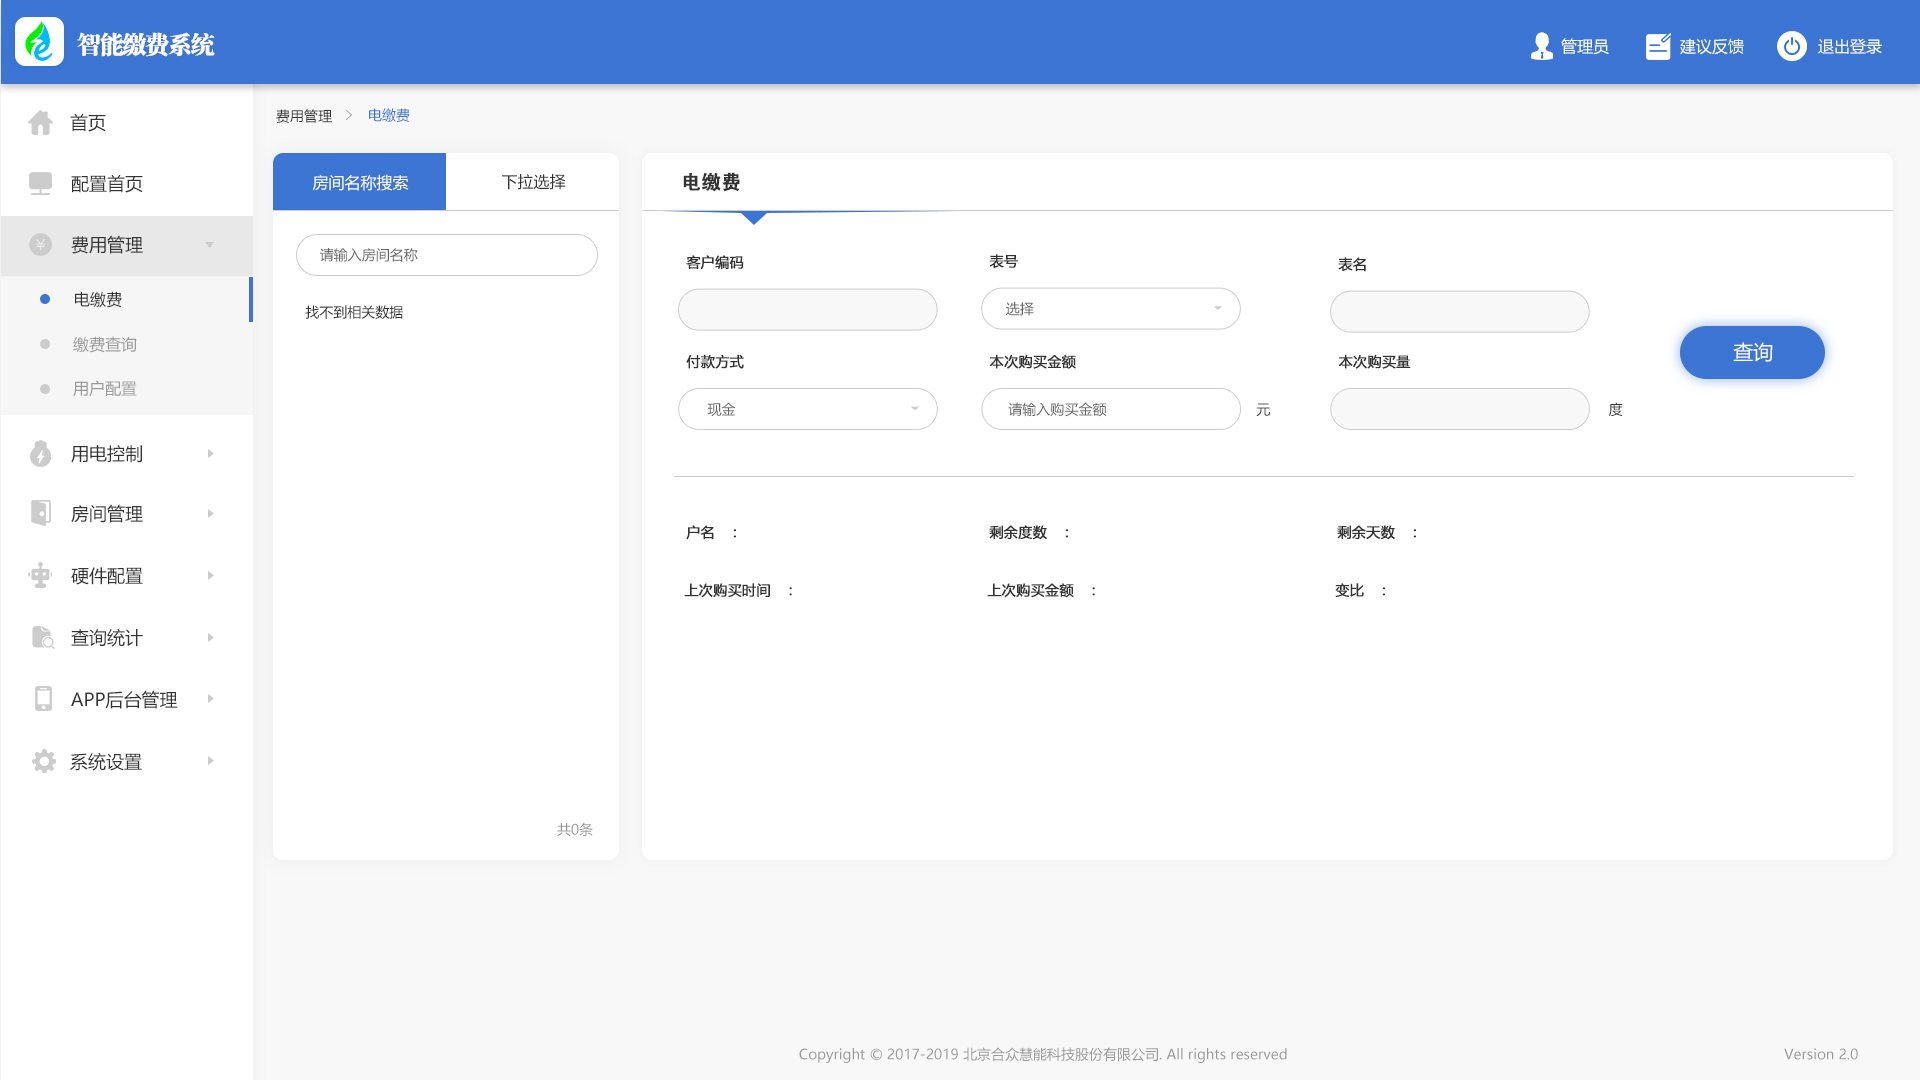 智能缴费系统
管理员
建议反馈
退出登录
首页
配置首页
费用管理
电缴费
缴费查询
用户配置
用电控制
房间管理
硬件配置
查询统计
APP后台管理
系统设置
费用管理 > 电缴费
房间名称搜索
下拉选择
请输入房间名称
找不到相关数据
共0条
电缴费
客户编码
表号
选择
表名
付款方式
现金
本次购买金额
请输入购买金额
元
本次购买量
度
查询
户名 :
剩余度数 :
剩余天数 :
上次购买时间 :
上次购买金额 :
变比 :
Copyright © 2017-2019 北京合众慧能科技股份有限公司. All rights reserved
Version 2.0